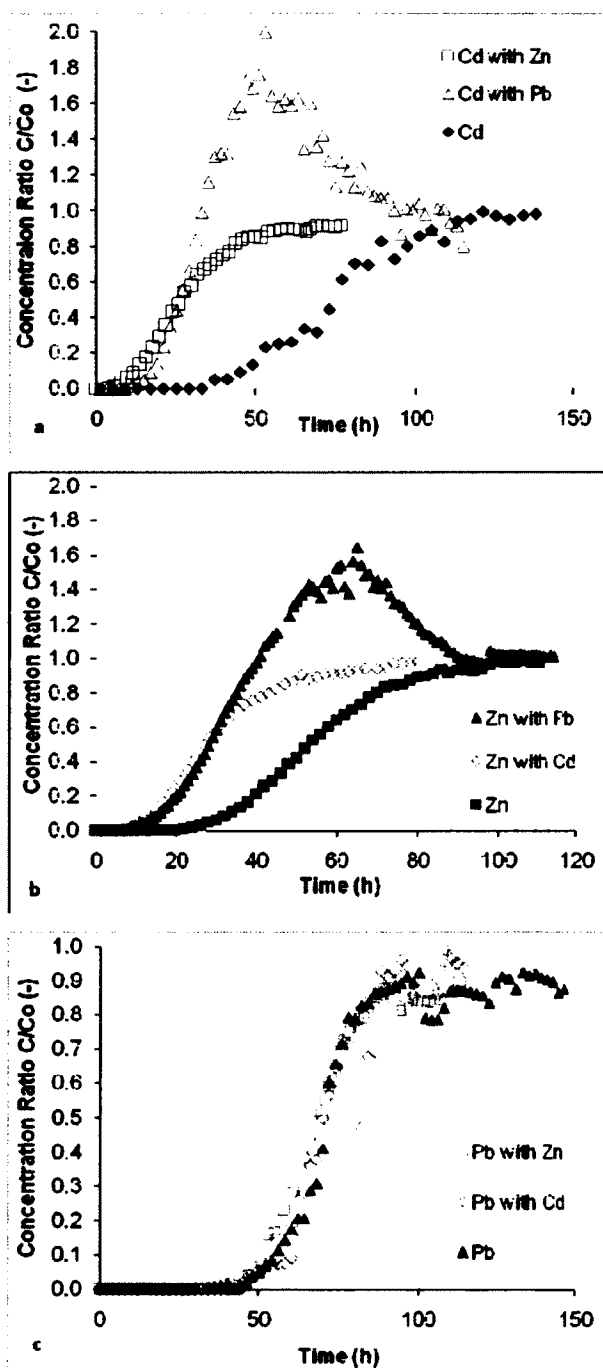 2.0
1.8
1.6
1.4
1.2
1.0
0.8
0.6
0.4
0.2
0.0
Concentraion Ratio C/Co (-)
Cd with Zn
Cd with Pb
Cd
0 50 100 150
Time (h)
a
2.0
1.8
1.6
1.4
1.2
1.0
0.8
0.6
0.4
0.2
0.0
Concentration Ratio C/Co (-)
Zn with Pb
Zn with Cd
Zn
0 20 40 60 80 100 120
Time (h)
b
1.0
0.9
0.8
0.7
0.6
0.5
0.4
0.3
0.2
0.1
0.0
Concentration Ratio C/Co (-)
Pb with Zn
Pb with Cd
Pb
0 50 100 150
Time (h)
c